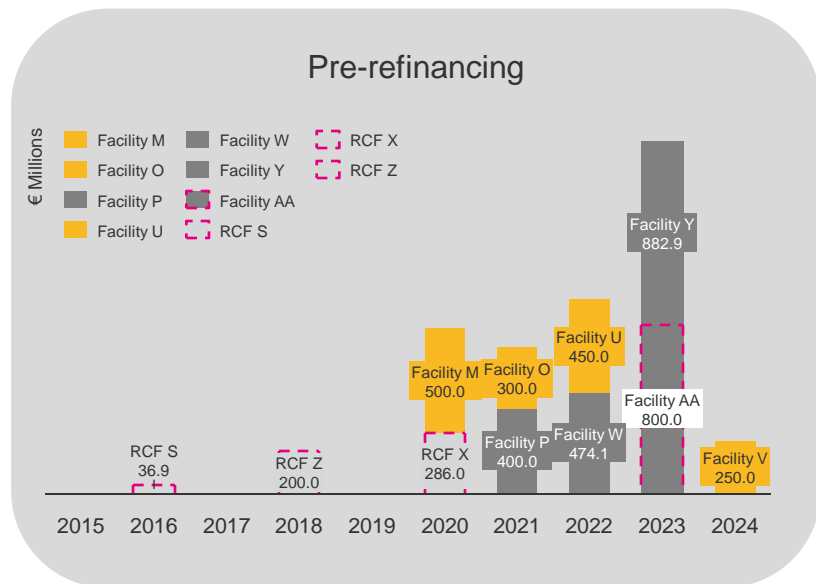 Pre-refinancing
€ Millions
Facility M
Facility W
RCF X
Facility O
Facility Y
RCF Z
Facility P
Facility AA
Facility U
RCF S
Facility Y
882.9
Facility U
450.0
Facility M
500.0
Facility O
300.0
Facility AA
800.0
RCF S
36.9
RCF Z
200.0
RCF X
286.0
Facility P
400.0
Facility W
474.1
Facility V
250.0
2015 2016 2017 2018 2019 2020 2021 2022 2023 2024